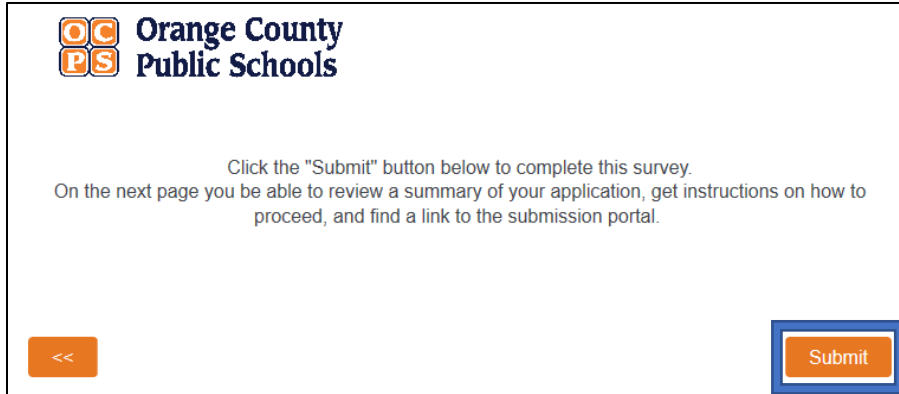 OC Orange County
PS Public Schools
Click the "Submit" button below to complete this survey.
On the next page you be able to review a summary of your application, get instructions on how to
proceed, and find a link to the submission portal.
<< Submit